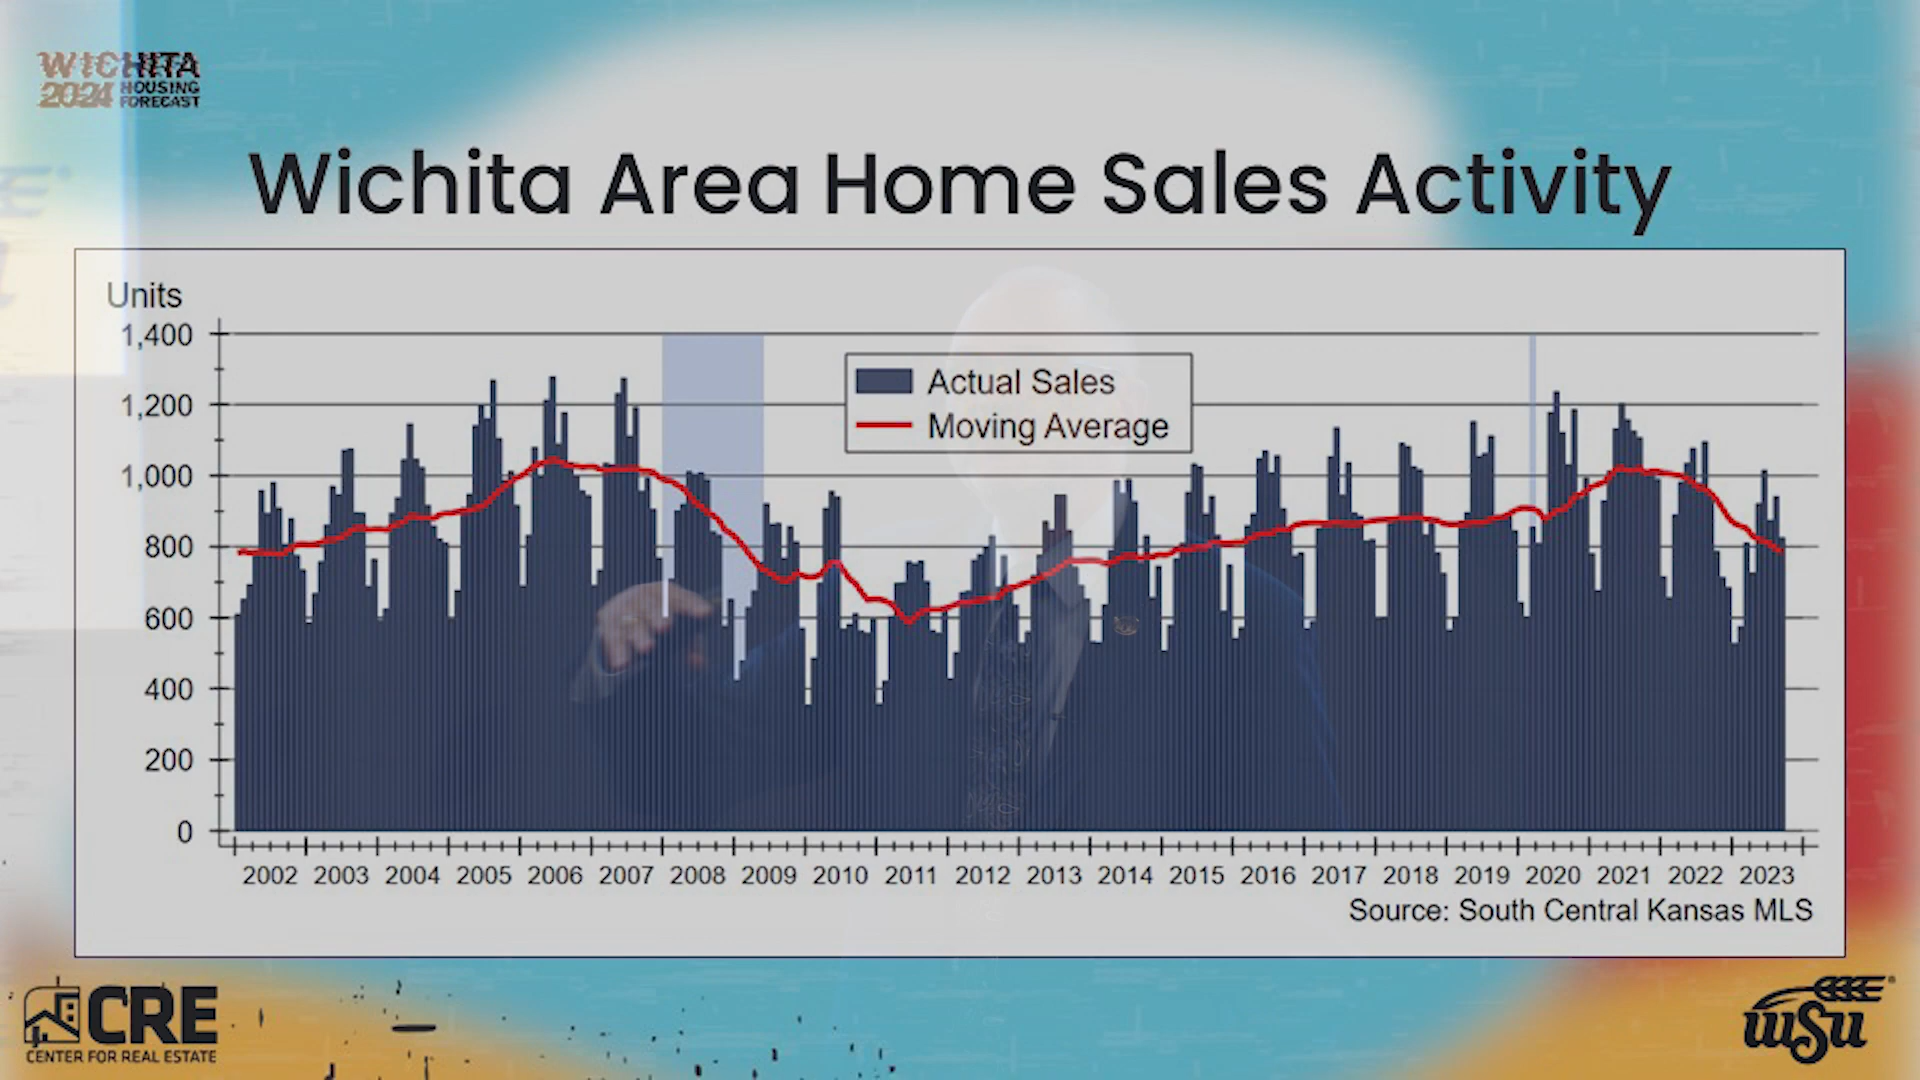 WICHITA
2024 HOUSING
FORECAST
Wichita Area Home Sales Activity
Units
1,400
1,200
1,000
800
600
400
200
0
Actual Sales
Moving Average
2002 2003 2004 2005 2006 2007 2008 2009 2010 2011 2012 2013 2014 2015 2016 2017 2018 2019 2020 2021 2022 2023
Source: South Central Kansas MLS
CRE
CENTER FOR REAL ESTATE
WSU